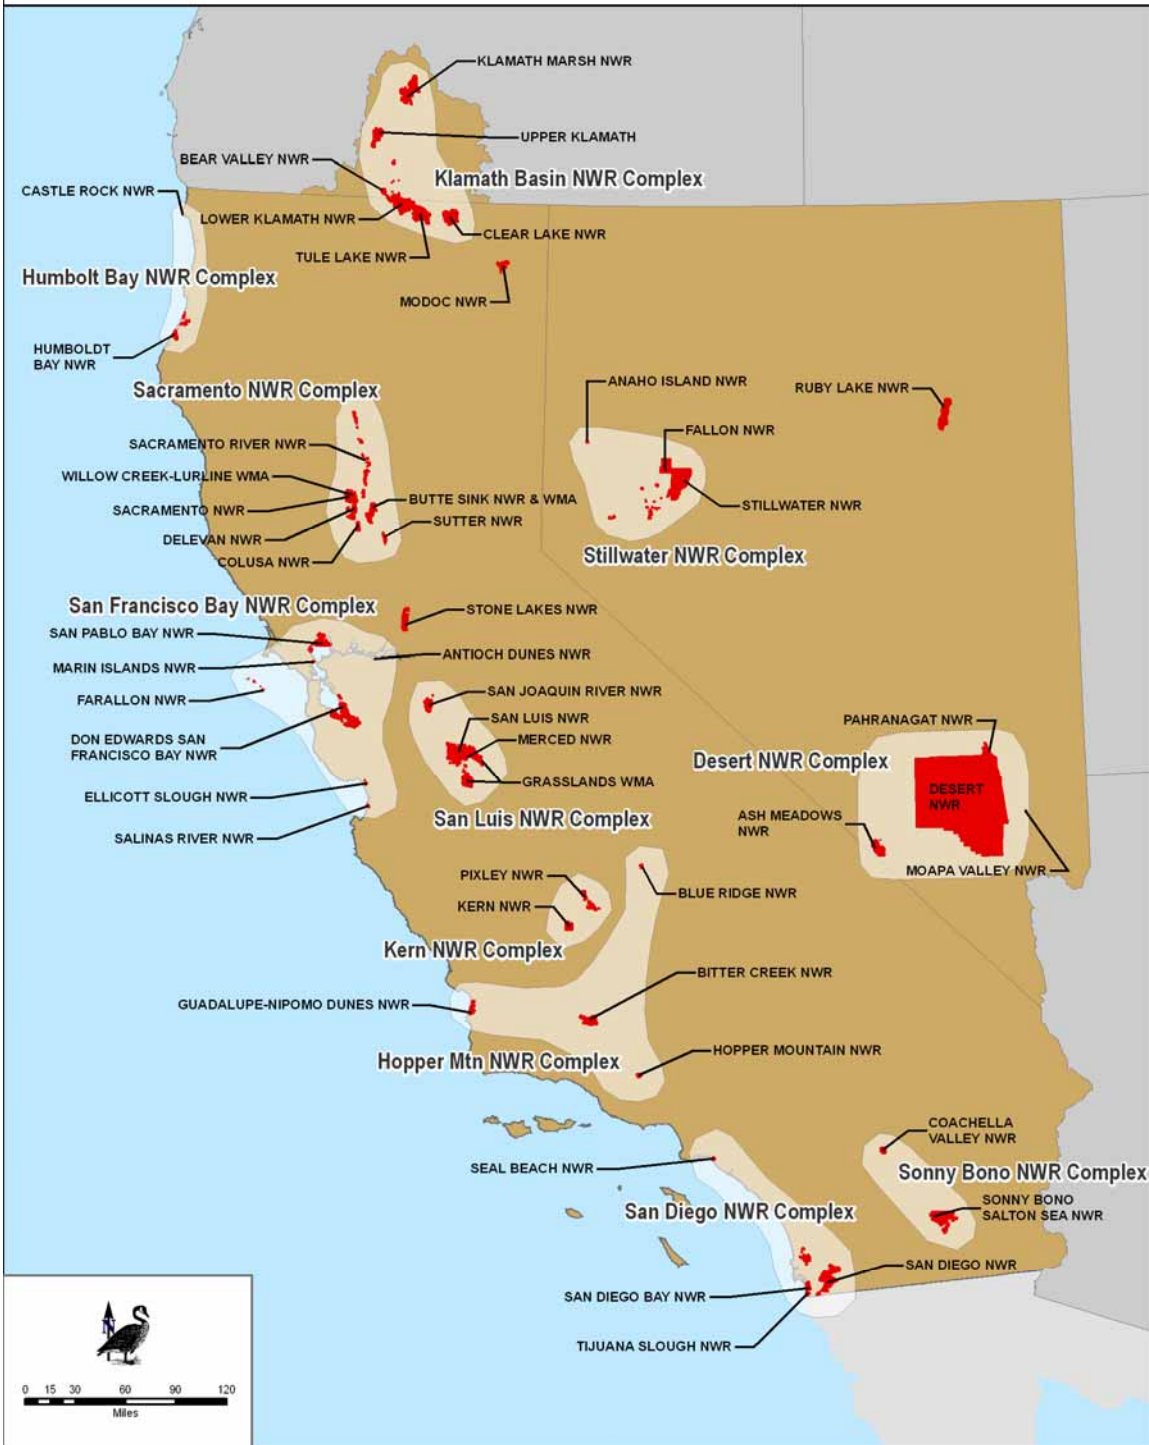 KLAMATH MARSH NWR
UPPER KLAMATH
BEAR VALLEY NWR
Klamath Basin NWR Complex
CASTLE ROCK NWR
LOWER KLAMATH NWR
CLEAR LAKE NWR
TULE LAKE NWR
Humbolt Bay NWR Complex
MODOC NWR
HUMBOLDT
BAY NWR
Sacramento NWR Complex
ANAHO ISLAND NWR
RUBY LAKE NWR
FALLON NWR
SACRAMENTO RIVER NWR
WILLOW CREEK-LURLINE WMA
BUTTE SINK NWR & WMA
STILLWATER NWR
SACRAMENTO NWR
SUTTER NWR
DELEVAN NWR
COLUSA NWR
Stillwater NWR Complex
San Francisco Bay NWR Complex
STONE LAKES NWR
SAN PABLO BAY NWR
ANTIOCH DUNES NWR
MARIN ISLANDS NWR
FARALLON NWR
SAN JOAQUIN RIVER NWR
SAN LUIS NWR
MERCED NWR
DON EDWARDS SAN
FRANCISCO BAY NWR
GRASSLANDS WMA
PAHRANAGAT NWR
Desert NWR Complex
DESERT
NWR
ELLICOTT SLOUGH NWR
San Luis NWR Complex
ASH MEADOWS
NWR
SALINAS RIVER NWR
MOAPA VALLEY NWR
PIXLEY NWR
BLUE RIDGE NWR
KERN NWR
Kern NWR Complex
BITTER CREEK NWR
GUADALUPE-NIPOMO DUNES NWR
HOPPER MOUNTAIN NWR
Hopper Mtn NWR Complex
COACHELLA
VALLEY NWR
SEAL BEACH NWR
Sonny Bono NWR Complex
SONNY BONO
SALTON SEA NWR
San Diego NWR Complex
SAN DIEGO NWR
SAN DIEGO BAY NWR
TIJUANA SLOUGH NWR
N
0 15 30 60 90 120
Miles